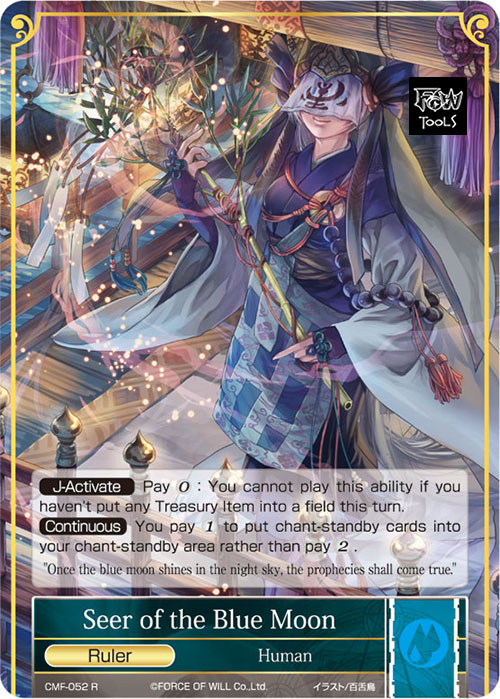 FOW
TOOLS
J-Activate Pay 0 : You cannot play this ability if you
haven't put any Treasury Item into a field this turn.
Continuous You pay 1 to put chant-standby cards into
your chant-standby area rather than pay 2 .
"Once the blue moon shines in the night sky, the prophecies shall come true."
Seer of the Blue Moon
Ruler Human
CMF-052 R ©FORCE OF WILL Co.,Ltd. イラスト/百舌鳥